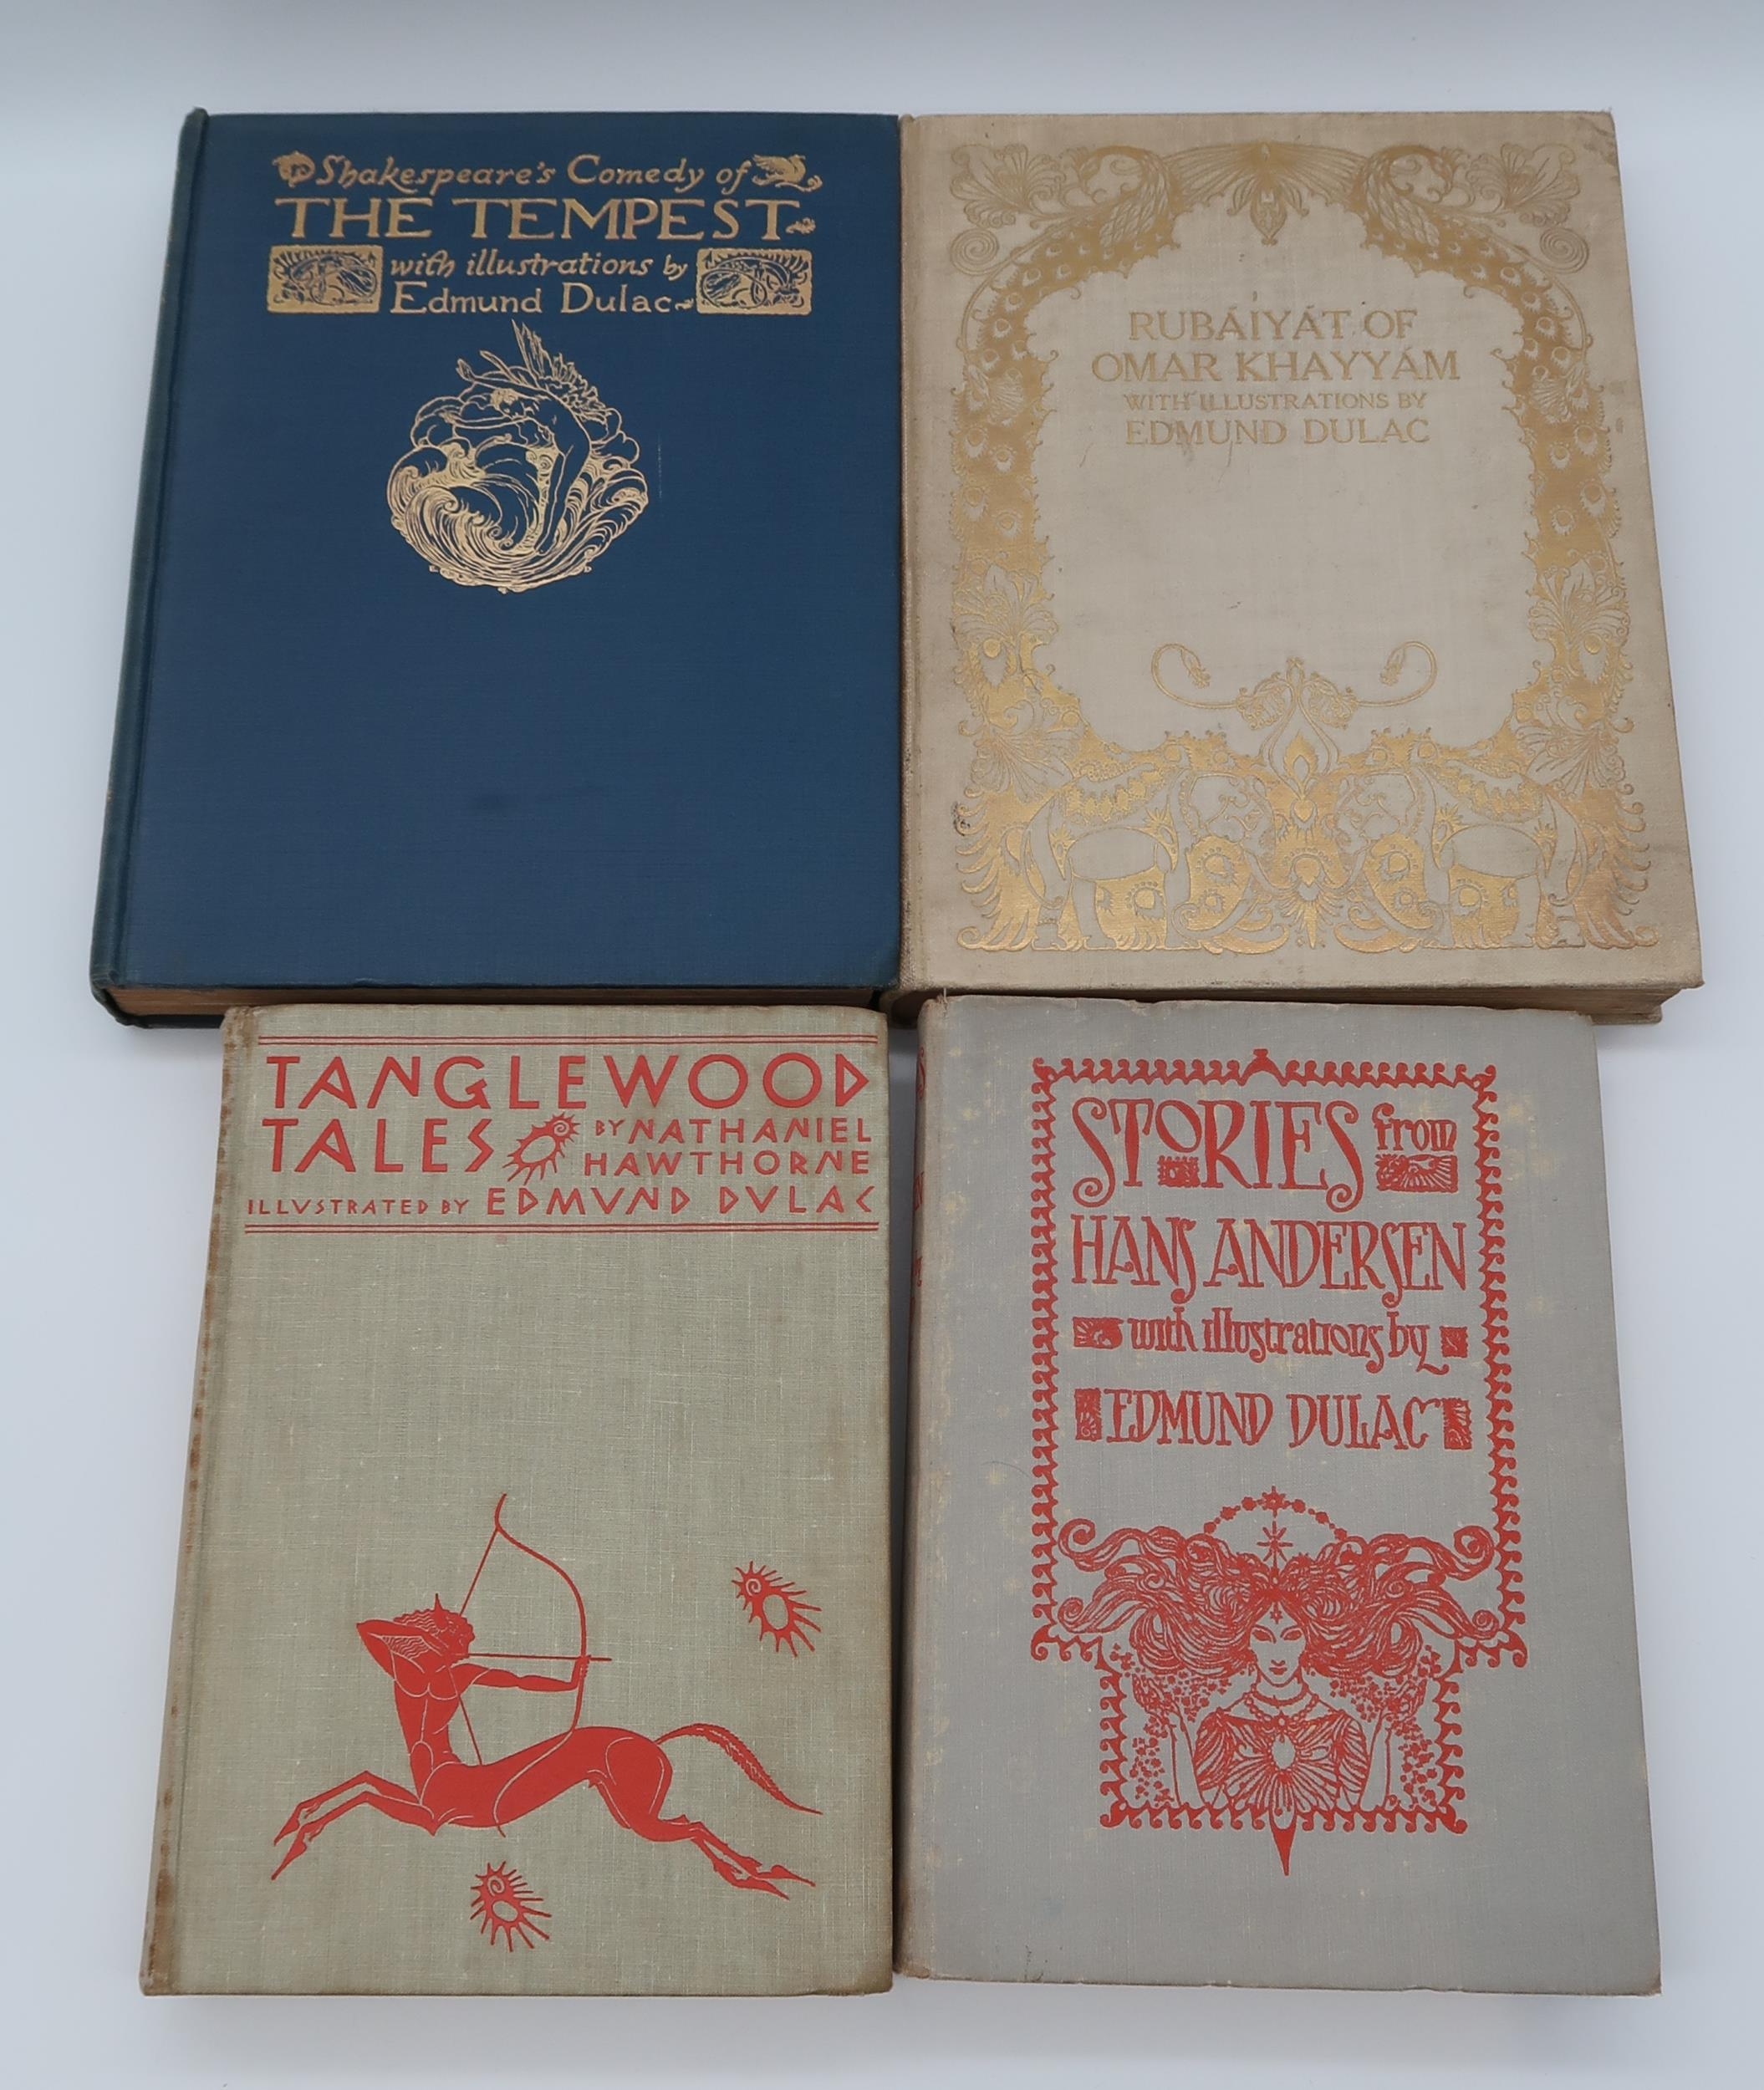 Shakespeare's Comedy of
THE TEMPEST
with illustrations by
Edmund Dulac
RUBÁIYÁT OF
OMAR KHAYYÁM
WITH ILLUSTRATIONS BY
EDMUND DULAC
TANGLEWOOD
TALES BY NATHANIEL
HAWTHORNE
ILLVSTRATED BY EDMVND DVLAC
STORIES from
HANS ANDERSEN
with illustrations by
EDMUND DULAC